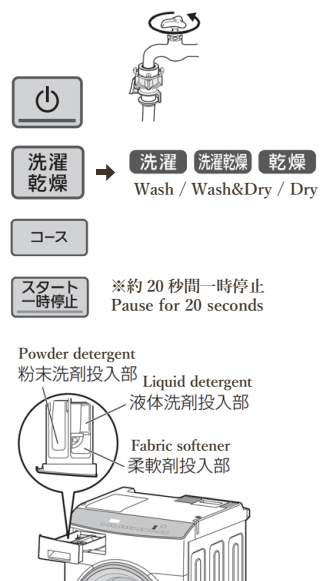 洗濯
乾燥
洗濯 洗濯乾燥 乾燥
Wash / Wash&Dry / Dry
コース
スタート
一時停止
※約 20 秒間一時停止
Pause for 20 seconds
Powder detergent
粉末洗剤投入部
Liquid detergent
液体洗剤投入部
Fabric softener
柔軟剤投入部